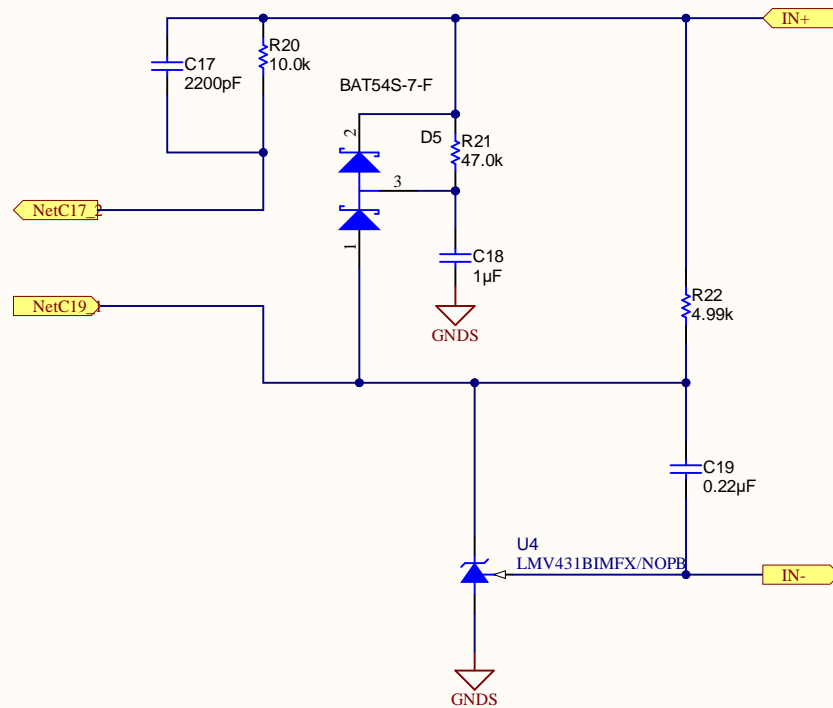 IN+
R20
10.0k
C17
2200pF
BAT54S-7-F
2
D5
R21
47.0k
3
NetC17_2
1
C18
1µF
NetC19_1
R22
4.99k
GNDS
C19
0.22µF
U4
LMV431BIMFX/NOPB
IN-
GNDS